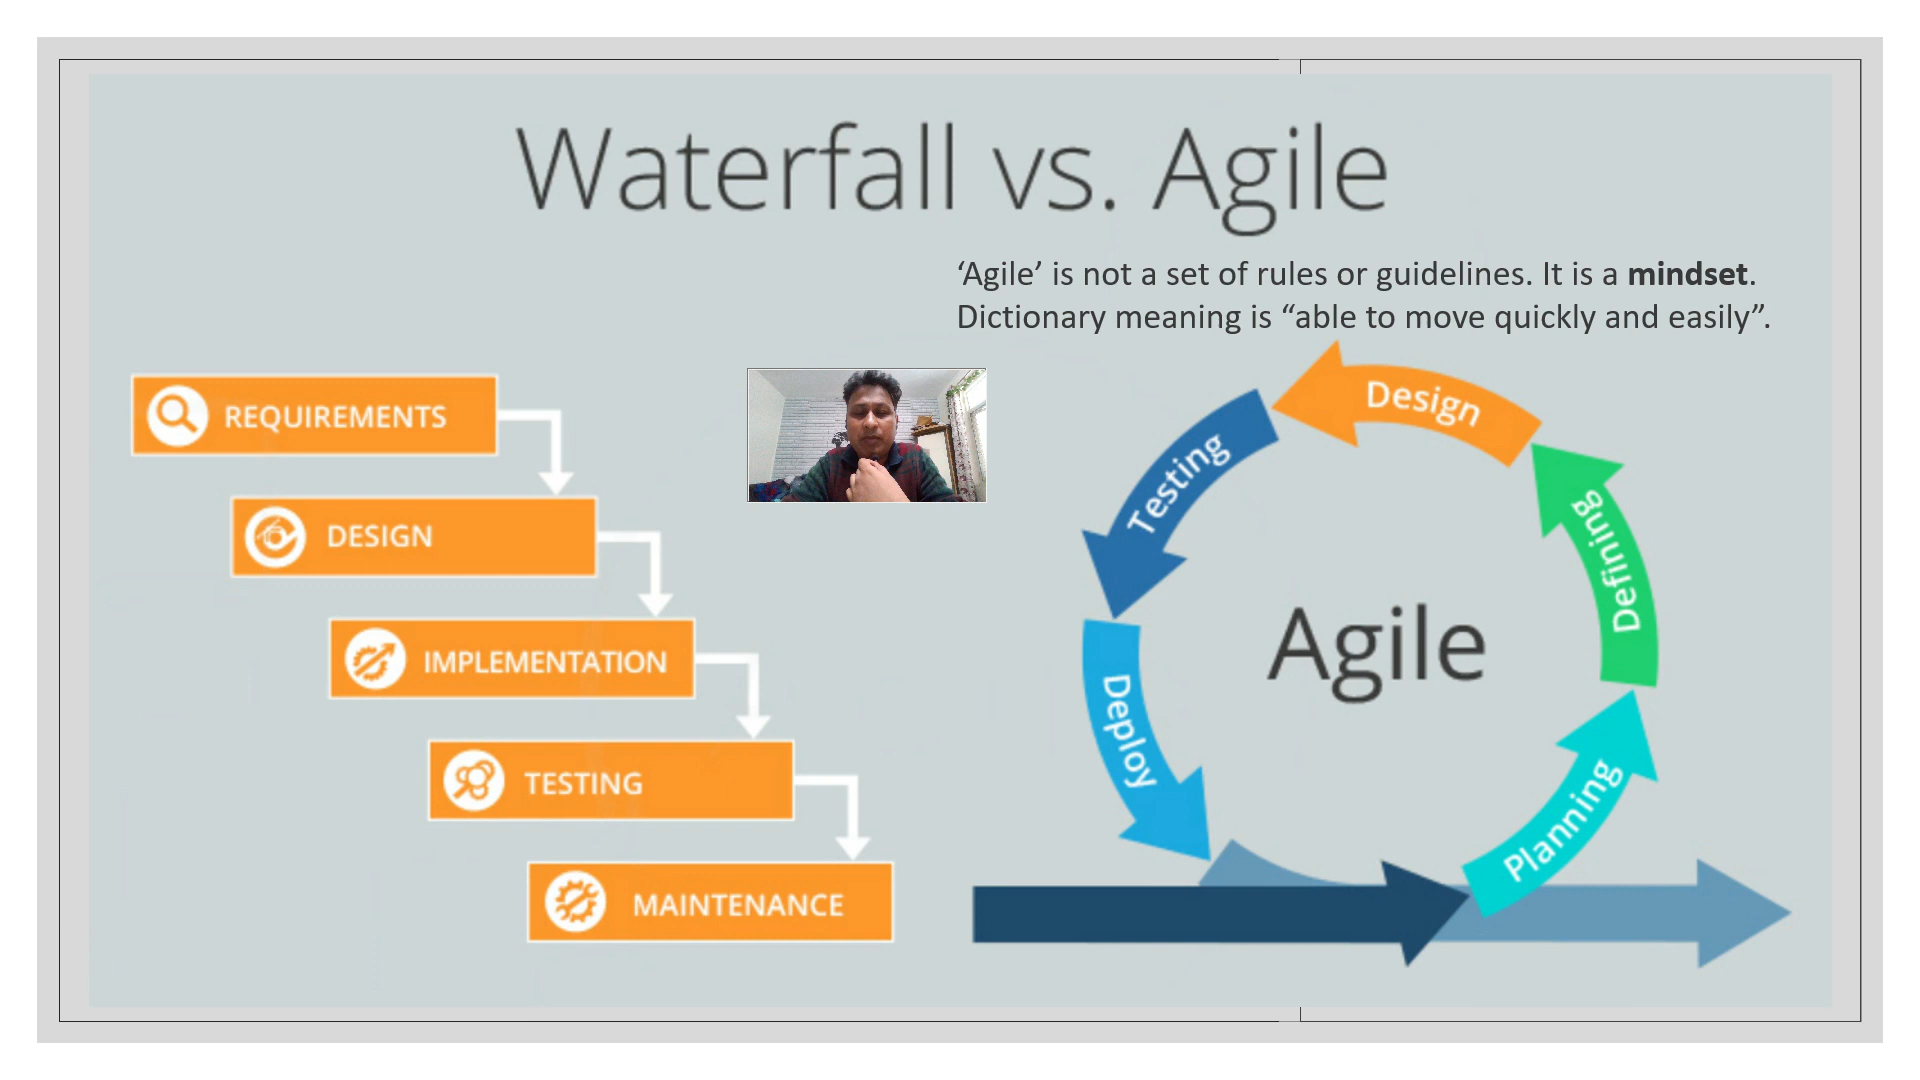 Waterfall vs. Agile
‘Agile’ is not a set of rules or guidelines. It is a mindset.
Dictionary meaning is “able to move quickly and easily”.
REQUIREMENTS
DESIGN
IMPLEMENTATION
TESTING
MAINTENANCE
Agile
Planning
Defining
Design
Testing
Deploy